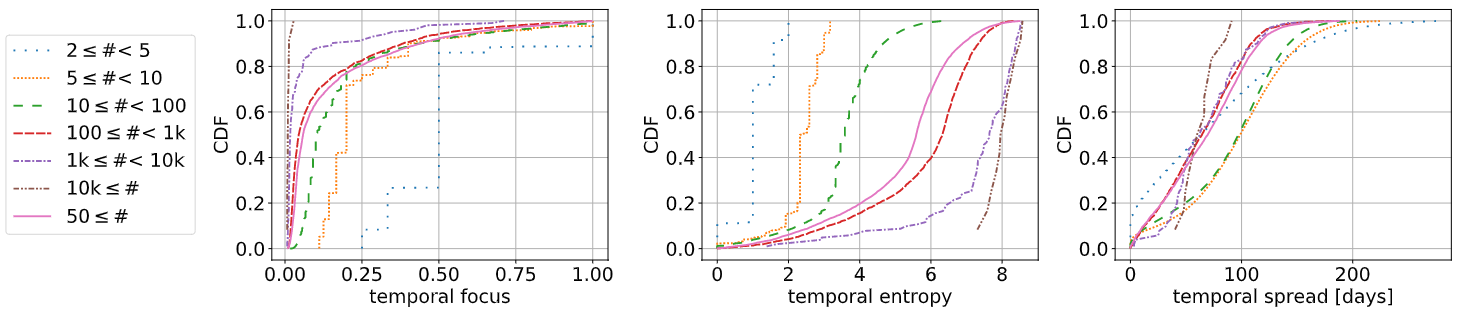 2 ≤ #< 5
5 ≤ #< 10
10 ≤ #< 100
100 ≤ #< 1k
1k ≤ #< 10k
10k ≤ #
50 ≤ #
CDF
1.0
0.8
0.6
0.4
0.2
0.0
0.00 0.25 0.50 0.75 1.00
temporal focus
CDF
1.0
0.8
0.6
0.4
0.2
0.0
0 2 4 6 8
temporal entropy
CDF
1.0
0.8
0.6
0.4
0.2
0.0
0 100 200
temporal spread [days]